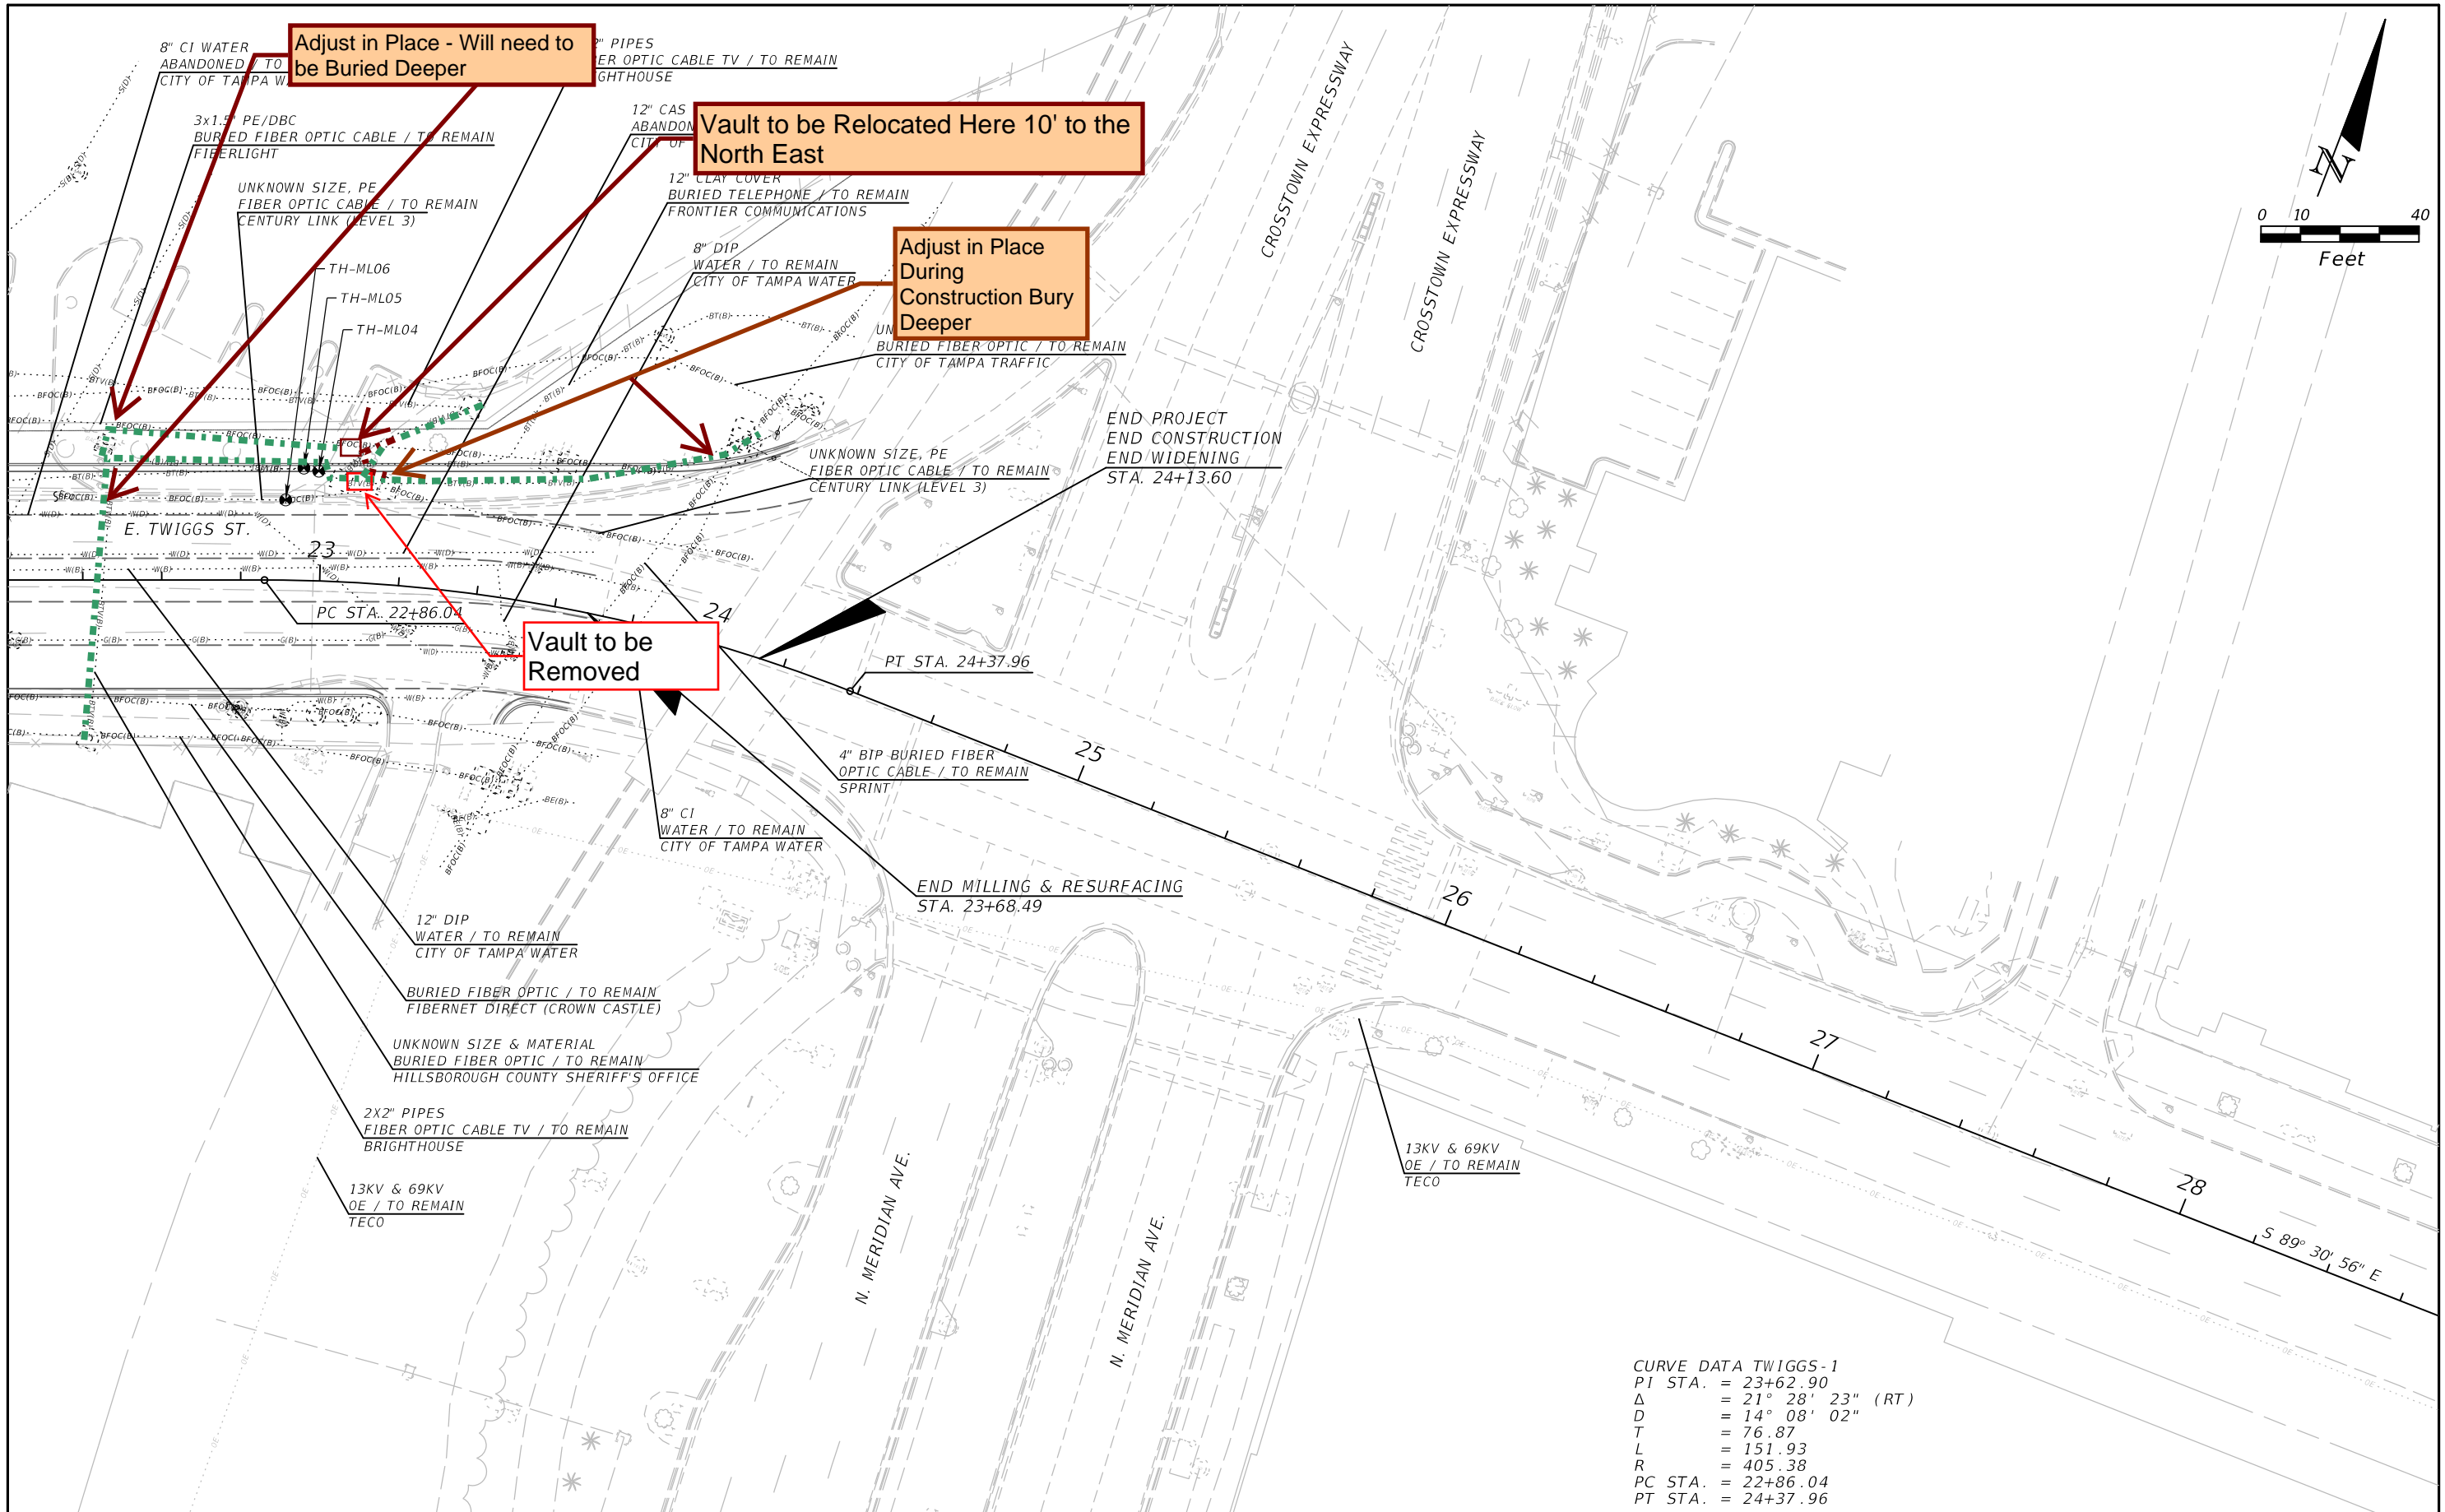 8" CI WATER
ABANDONED / TO
CITY OF TAMPA W
Adjust in Place - Will need to
be Buried Deeper
2" PIPES
BER OPTIC CABLE TV / TO REMAIN
IGHTHOUSE
3x1.5" PE/DBC
BURIED FIBER OPTIC CABLE / TO REMAIN
FIBERLIGHT
12" CAS
ABANDON
CITY OF
Vault to be Relocated Here 10' to the
North East
UNKNOWN SIZE, PE
FIBER OPTIC CABLE / TO REMAIN
CENTURY LINK (LEVEL 3)
12" CLAY COVER
BURIED TELEPHONE / TO REMAIN
FRONTIER COMMUNICATIONS
8" DIP
WATER / TO REMAIN
CITY OF TAMPA WATER
Adjust in Place
During
Construction Bury
Deeper
UN
BURIED FIBER OPTIC / TO REMAIN
CITY OF TAMPA TRAFFIC
TH-ML06
TH-ML05
TH-ML04
CROSSTOWN EXPRESSWAY
CROSSTOWN EXPRESSWAY
N
0 10 40
Feet
END PROJECT
END CONSTRUCTION
END WIDENING
STA. 24+13.60
UNKNOWN SIZE, PE
FIBER OPTIC CABLE / TO REMAIN
CENTURY LINK (LEVEL 3)
E. TWIGGS ST.
23
PC STA. 22+86.04
24
Vault to be
Removed
PT STA. 24+37.96
25
4" BIP BURIED FIBER
OPTIC CABLE / TO REMAIN
SPRINT
8" CI
WATER / TO REMAIN
CITY OF TAMPA WATER
END MILLING & RESURFACING
STA. 23+68.49
26
12" DIP
WATER / TO REMAIN
CITY OF TAMPA WATER
BURIED FIBER OPTIC / TO REMAIN
FIBERNET DIRECT (CROWN CASTLE)
UNKNOWN SIZE & MATERIAL
BURIED FIBER OPTIC / TO REMAIN
HILLSBOROUGH COUNTY SHERIFF'S OFFICE
2X2" PIPES
FIBER OPTIC CABLE TV / TO REMAIN
BRIGHTHOUSE
13KV & 69KV
OE / TO REMAIN
TECO
N. MERIDIAN AVE.
N. MERIDIAN AVE.
13KV & 69KV
OE / TO REMAIN
TECO
27
28
S 89° 30' 56" E
CURVE DATA TWIGGS-1
PI STA. = 23+62.90
Δ = 21° 28' 23" (RT)
D = 14° 08' 02"
T = 76.87
L = 151.93
R = 405.38
PC STA. = 22+86.04
PT STA. = 24+37.96